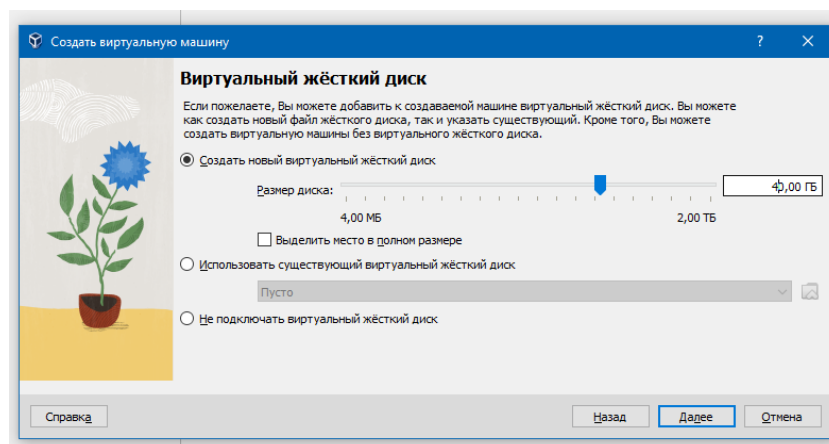 Создать виртуальную машину
?
Виртуальный жёсткий диск
Если пожелаете, Вы можете добавить к создаваемой машине виртуальный жёсткий диск. Вы можете
как создать новый файл жёсткого диска, так и указать существующий. Кроме того, Вы можете
создать виртуальную машины без виртуального жёсткого диска.
Создать новый виртуальный жёсткий диск
Размер диска:
40,00 ГБ
4,00 МБ
2,00 ТБ
Выделить место в полном размере
Использовать существующий виртуальный жёсткий диск
Пусто
Не подключать виртуальный жёсткий диск
Справка
Назад
Далее
Отмена